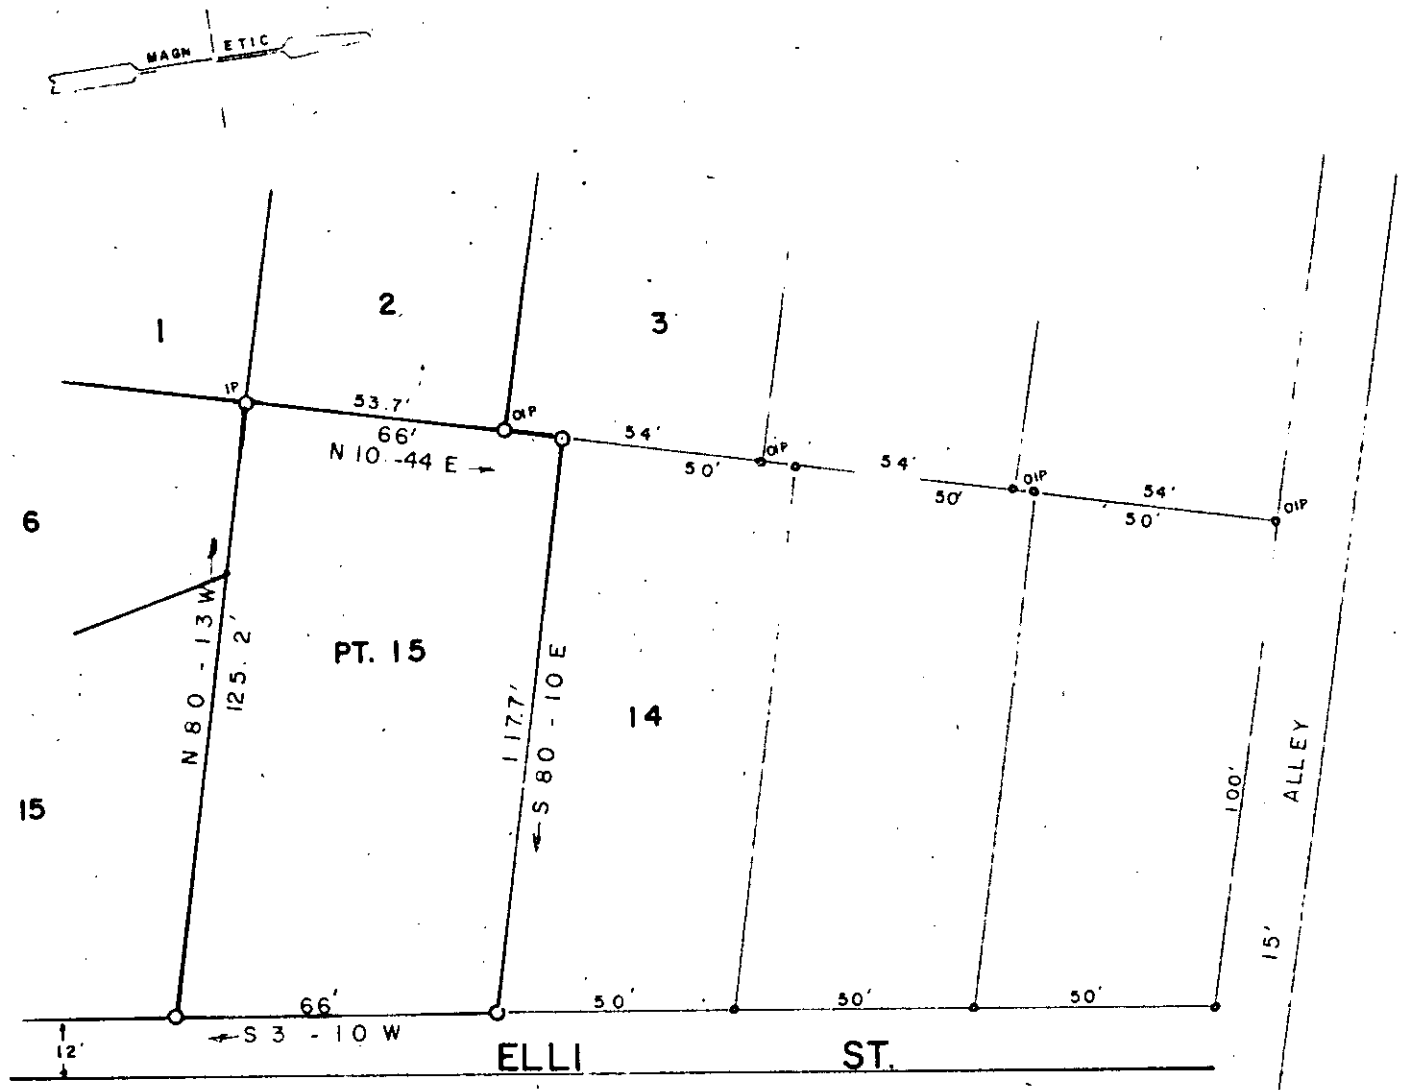 MAGN ETIC
1
2
3
IP
53.7'
OIP
66'
N 10 -44 E
54'
50'
OIP
54'
50'
OIP
54'
50'
OIP
6
N 80 - 13 W
125.2'
PT. 15
117.7'
S 80 - 10 E
14
15
100'
ALLEY
15'
66'
50'
50'
50'
S 3 - 10 W
12'
ELLI ST.